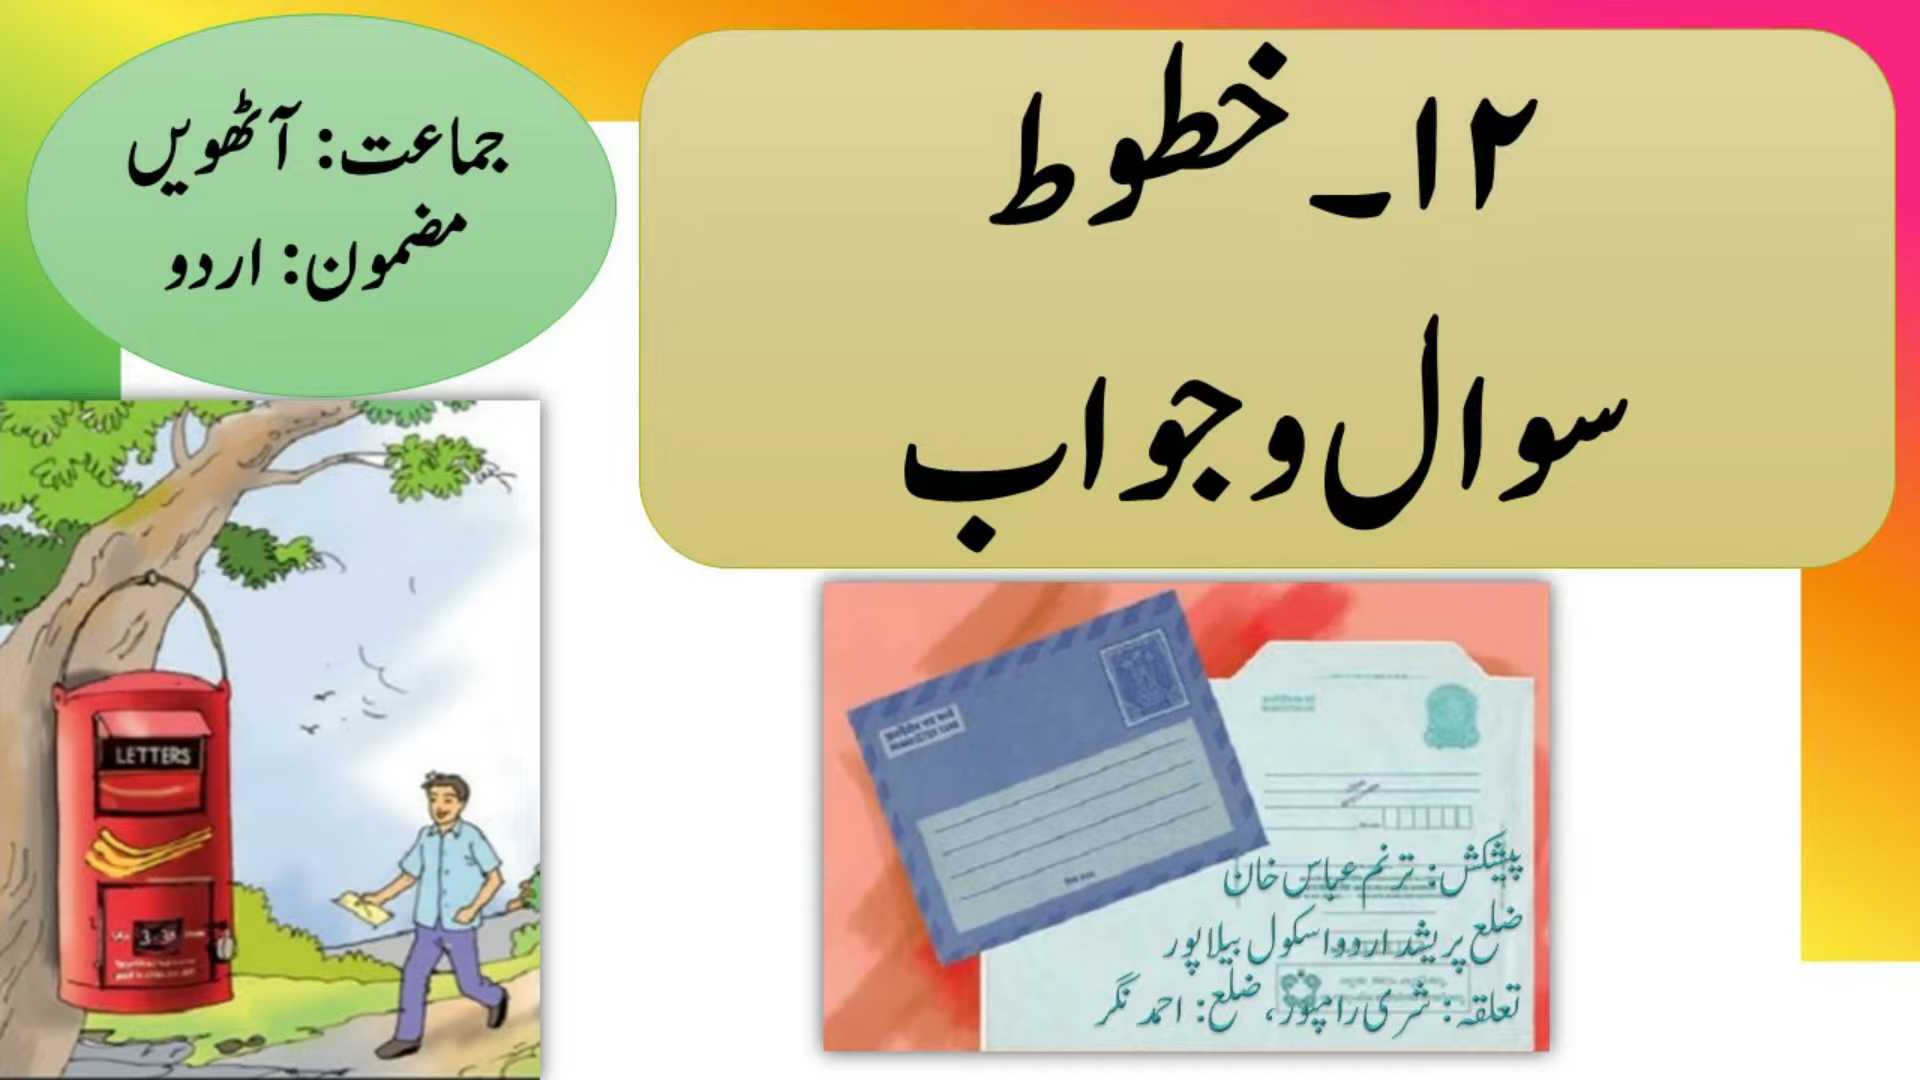 جماعت: آٹھویں
مضمون: اردو
۱۲۔ خطوط
سوال و جواب
LETTERS
پیشکش: ترنم عباس خان
ضلع پریشد اردو اسکول بیلاپور
تعلقہ: شری رامپور، ضلع: احمد نگر